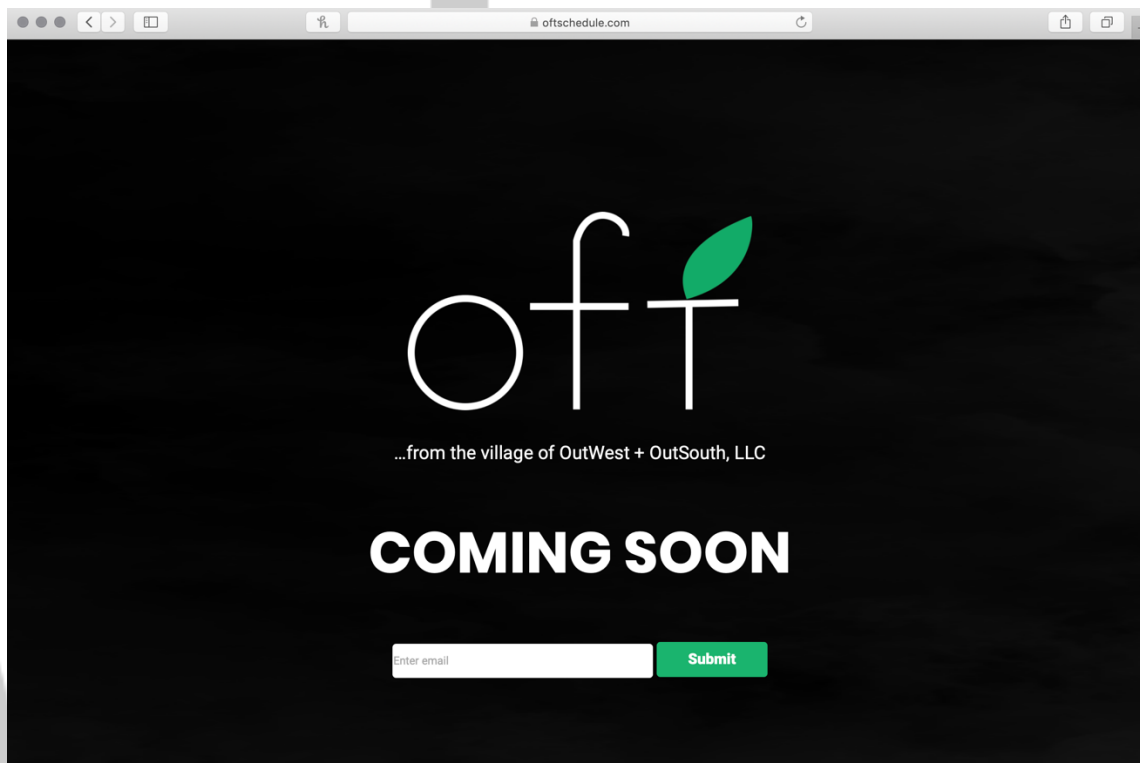 oftschedule.com
oft
...from the village of OutWest + OutSouth, LLC
COMING SOON
Enter email
Submit